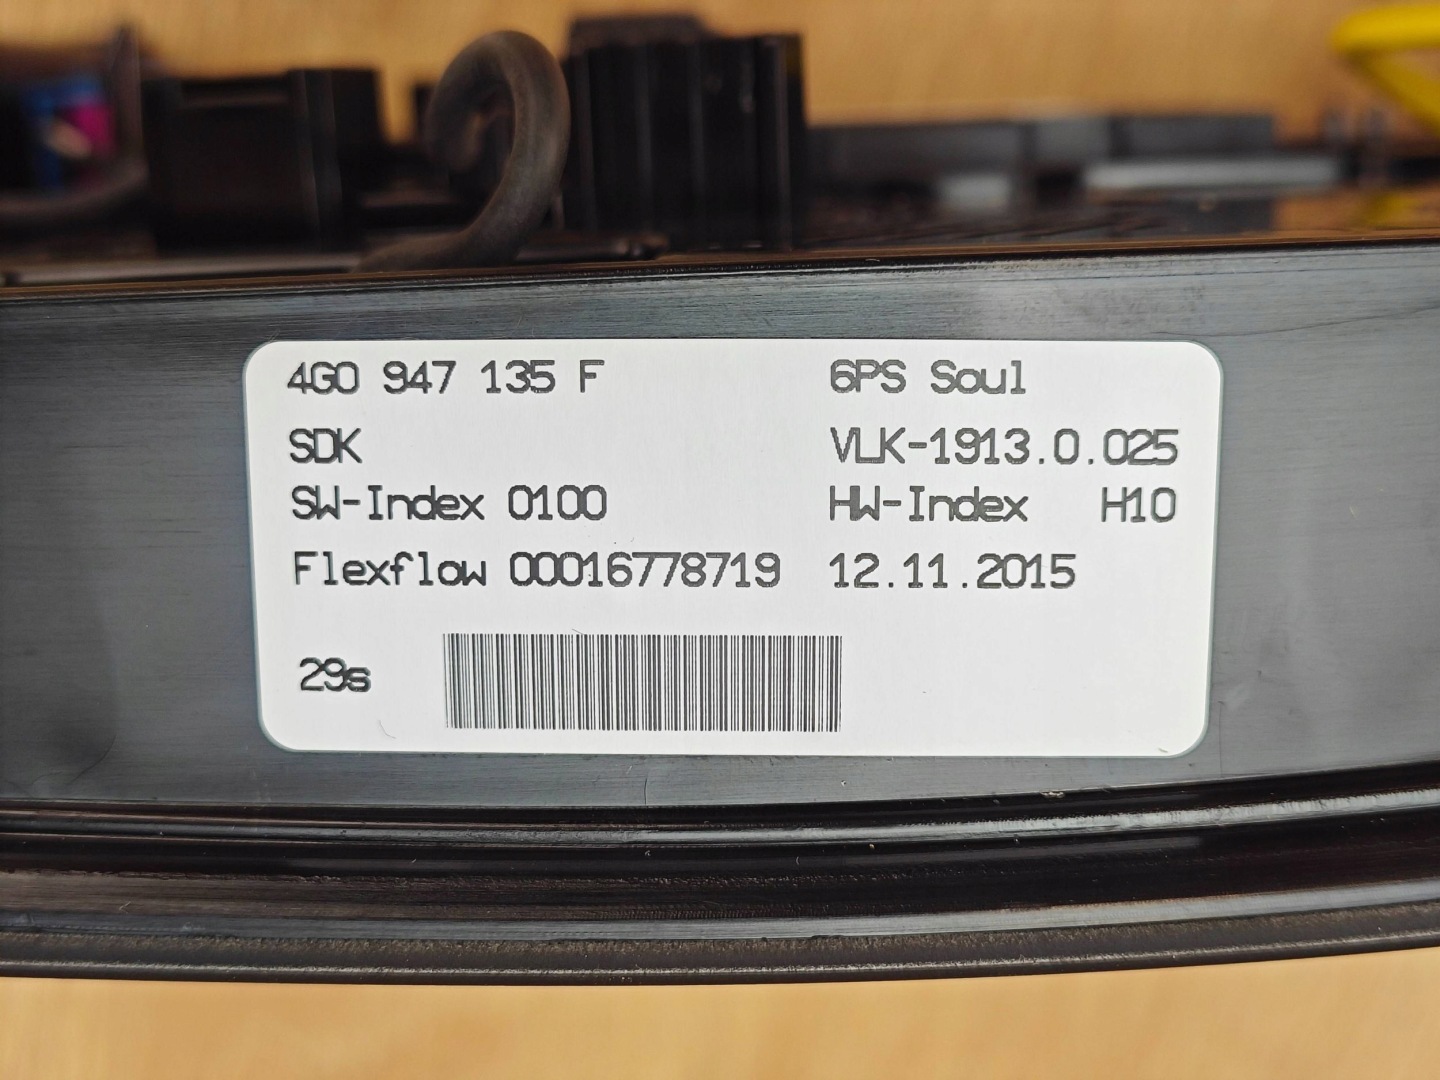 4G0 947 135 F 6PS Soul
SDK VLK-1913.0.025
SW-Index 0100 HW-Index H10
Flexflow 00016778719 12.11.2015
29s